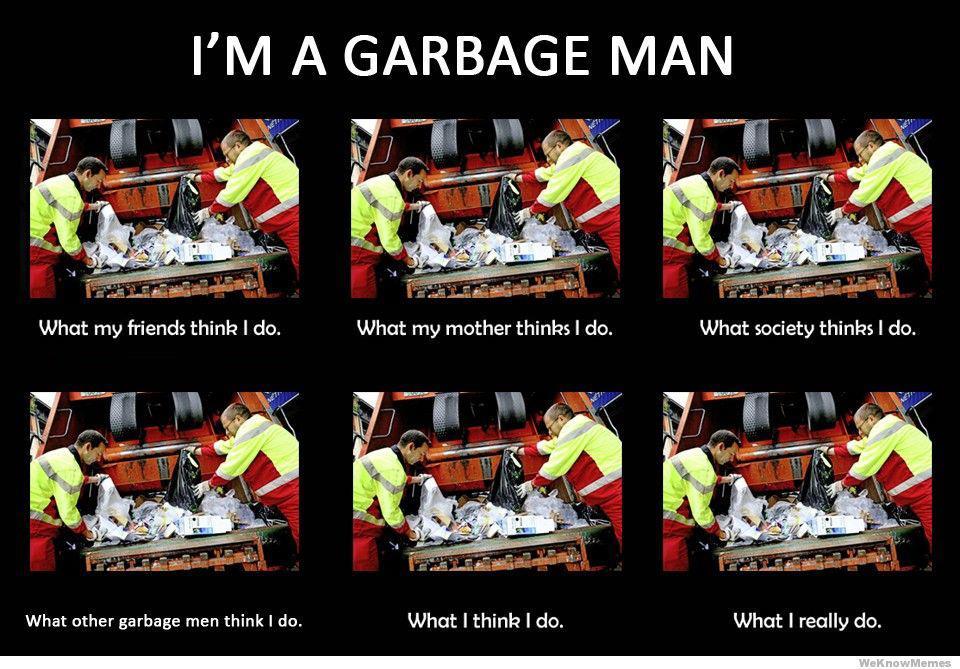 I'M A GARBAGE MAN
What my friends think I do.
What my mother thinks I do.
What society thinks I do.
What other garbage men think I do.
What I think I do.
What I really do.
WeKnowMemes